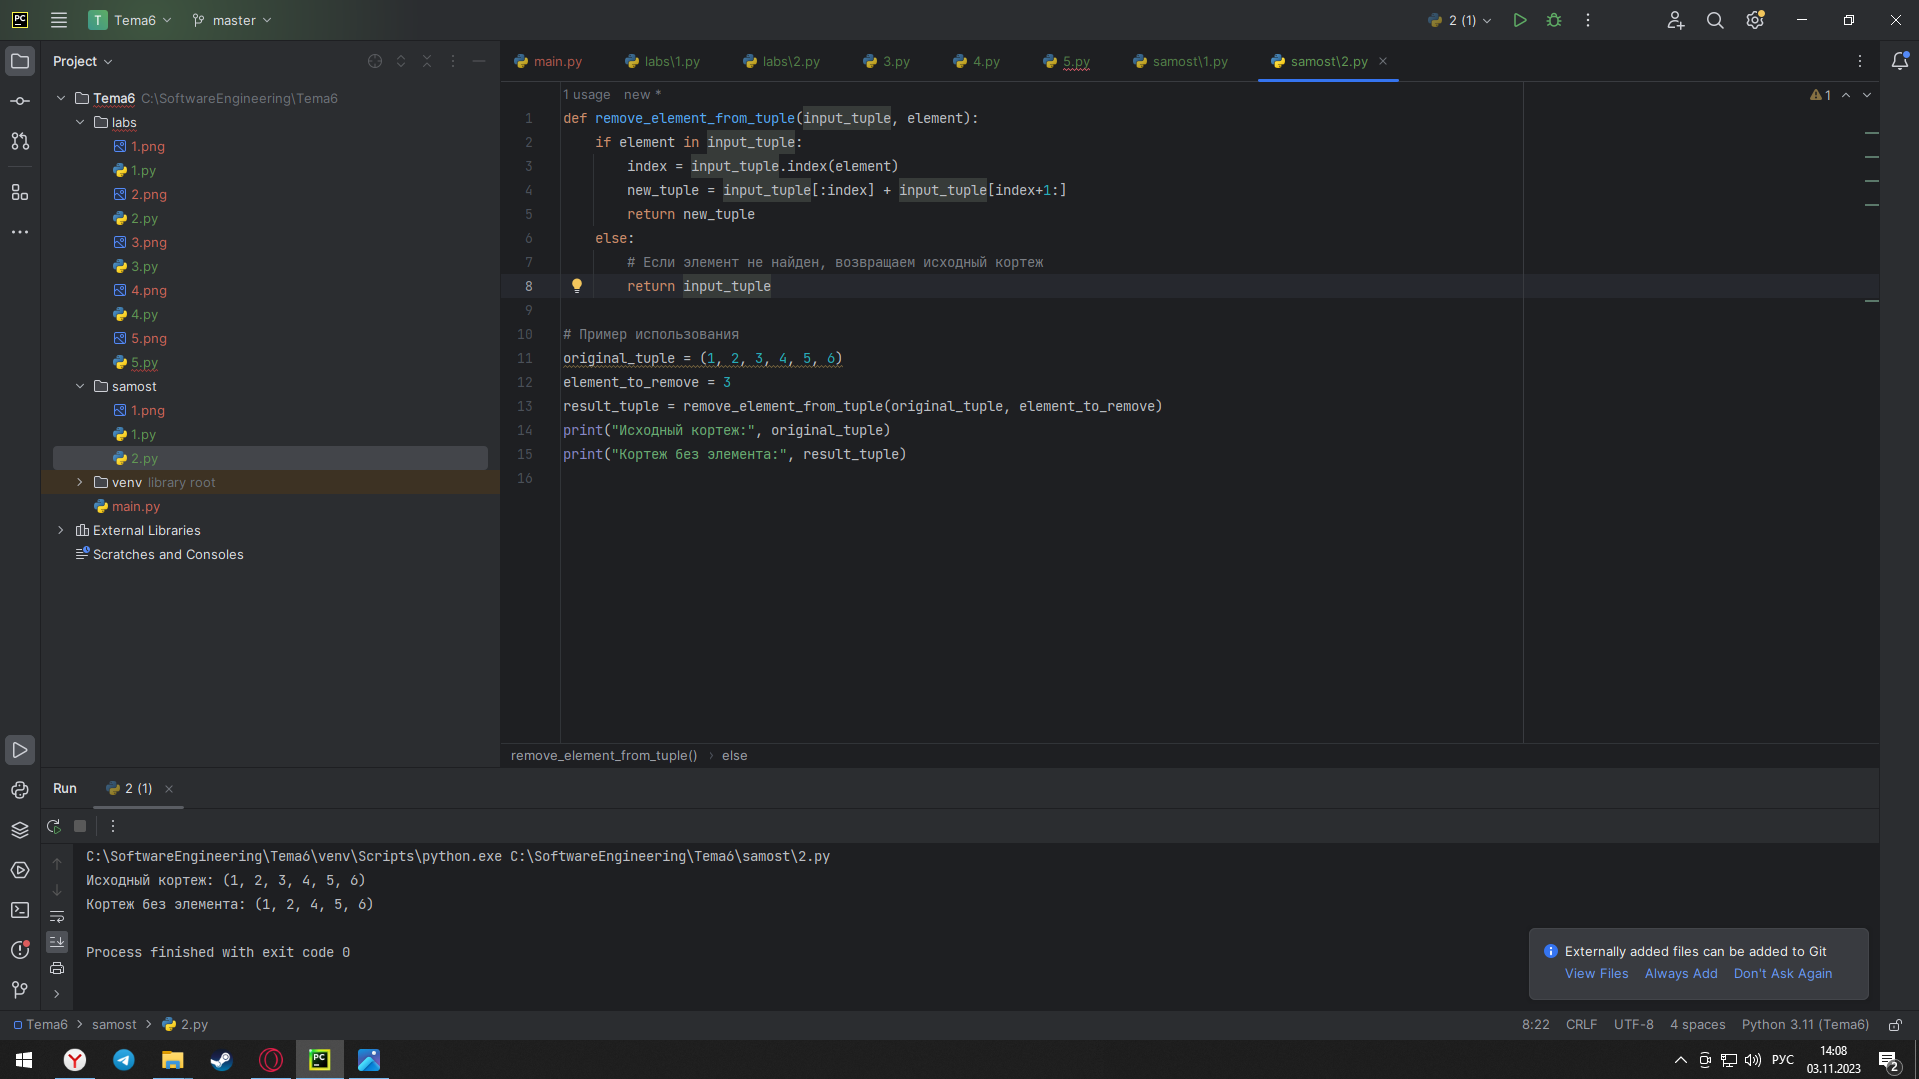 PC
T Tema6
master
2 (1)
Project
main.py
labs\1.py
labs\2.py
3.py
4.py
5.py
samost\1.py
samost\2.py
Tema6 C:\SoftwareEngineering\Tema6
labs
1.png
1.py
2.png
2.py
3.png
3.py
4.png
4.py
5.png
5.py
samost
1.png
1.py
2.py
venv library root
main.py
External Libraries
Scratches and Consoles
1 usage new *
1
1 def remove_element_from_tuple(input_tuple, element):
2 if element in input_tuple:
3 index = input_tuple.index(element)
4 new_tuple = input_tuple[:index] + input_tuple[index+1:]
5 return new_tuple
6 else:
7 # Если элемент не найден, возвращаем исходный кортеж
8 return input_tuple
9
10 # Пример использования
11 original_tuple = (1, 2, 3, 4, 5, 6)
12 element_to_remove = 3
13 result_tuple = remove_element_from_tuple(original_tuple, element_to_remove)
14 print("Исходный кортеж:", original_tuple)
15 print("Кортеж без элемента:", result_tuple)
16
remove_element_from_tuple() › else
Run
2 (1)
C:\SoftwareEngineering\Tema6\venv\Scripts\python.exe C:\SoftwareEngineering\Tema6\samost\2.py
Исходный кортеж: (1, 2, 3, 4, 5, 6)
Кортеж без элемента: (1, 2, 4, 5, 6)
Process finished with exit code 0
Externally added files can be added to Git
View Files Always Add Don't Ask Again
Tema6 › samost › 2.py
8:22 CRLF UTF-8 4 spaces Python 3.11 (Tema6)
PC
РУС
14:08
03.11.2023
2